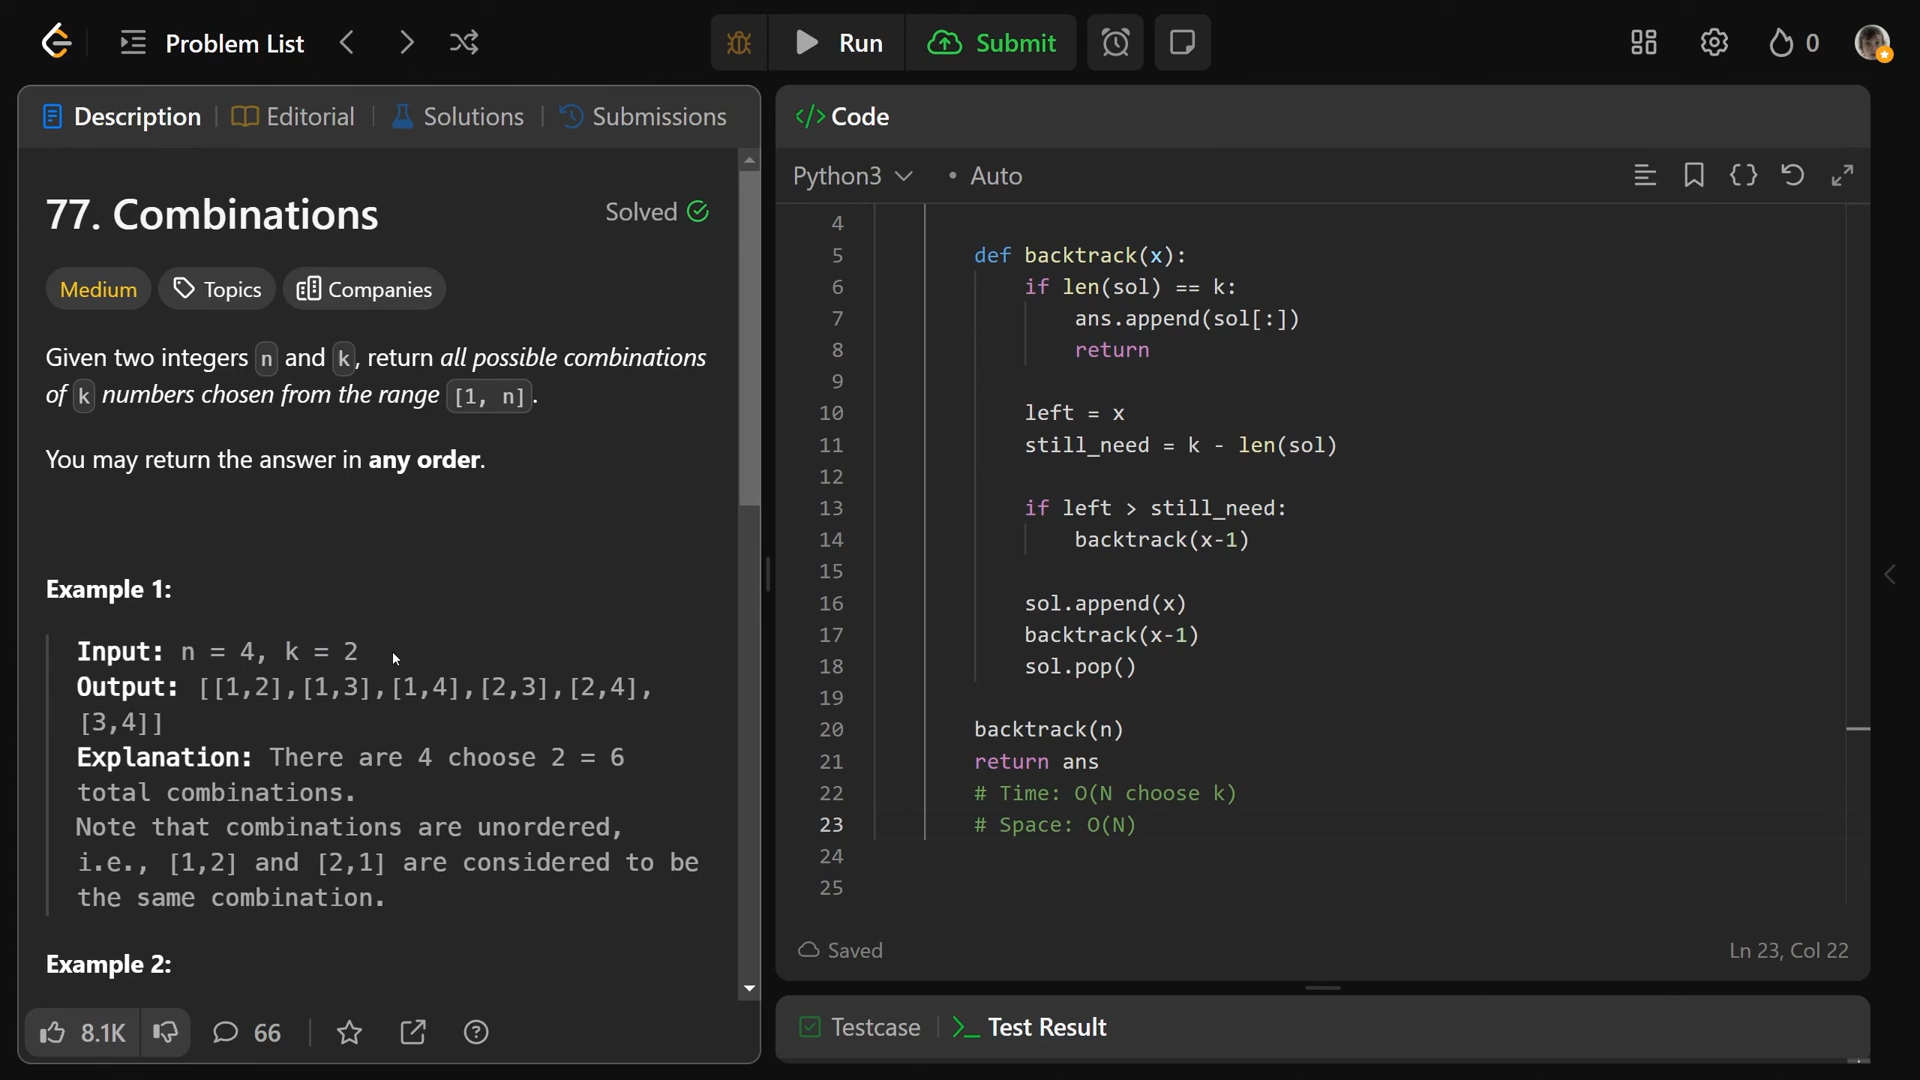 Problem List
Run
Submit
0
Description
Editorial
Solutions
Submissions
77. Combinations
Solved
Medium
Topics
Companies
Given two integers n and k, return all possible combinations
of k numbers chosen from the range [1, n].
You may return the answer in any order.
Example 1:
Input: n = 4, k = 2
Output: [[1,2],[1,3],[1,4],[2,3],[2,4],
[3,4]]
Explanation: There are 4 choose 2 = 6
total combinations.
Note that combinations are unordered,
i.e., [1,2] and [2,1] are considered to be
the same combination.
Example 2:
8.1K
66
</> Code
Python3
• Auto
4
5 def backtrack(x):
6 if len(sol) == k:
7 ans.append(sol[:])
8 return
9
10 left = x
11 still_need = k - len(sol)
12
13 if left > still_need:
14 backtrack(x-1)
15
16 sol.append(x)
17 backtrack(x-1)
18 sol.pop()
19
20 backtrack(n)
21 return ans
22 # Time: O(N choose k)
23 # Space: O(N)
24
25
Saved
Ln 23, Col 22
Testcase
Test Result